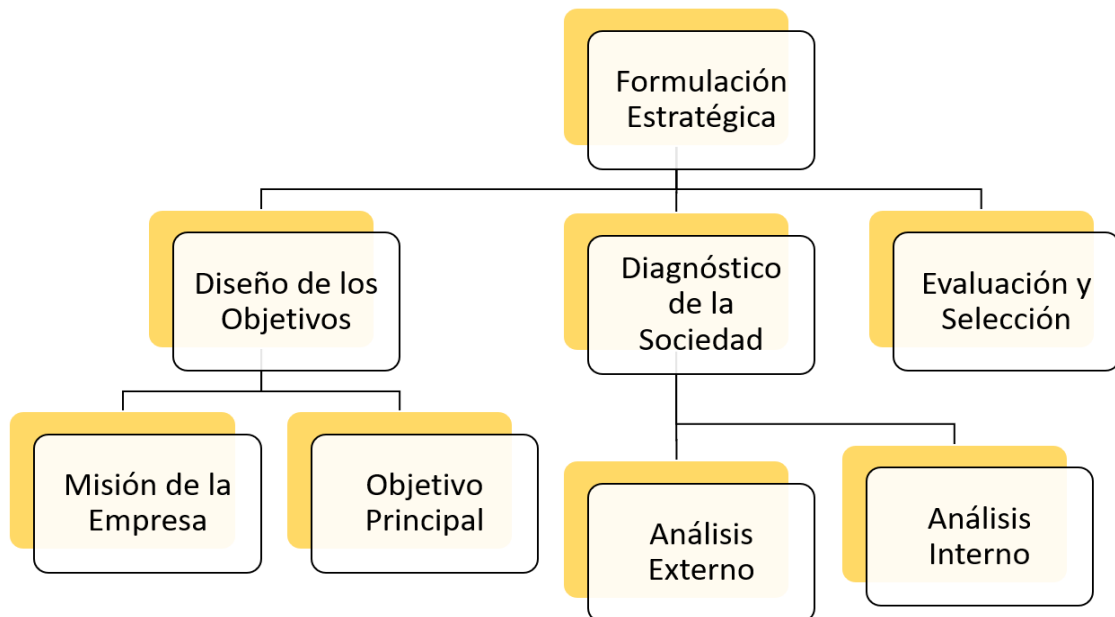 Formulación
Estratégica
Diseño de los
Objetivos
Diagnóstico
de la
Sociedad
Evaluación y
Selección
Misión de la
Empresa
Objetivo
Principal
Análisis
Externo
Análisis
Interno